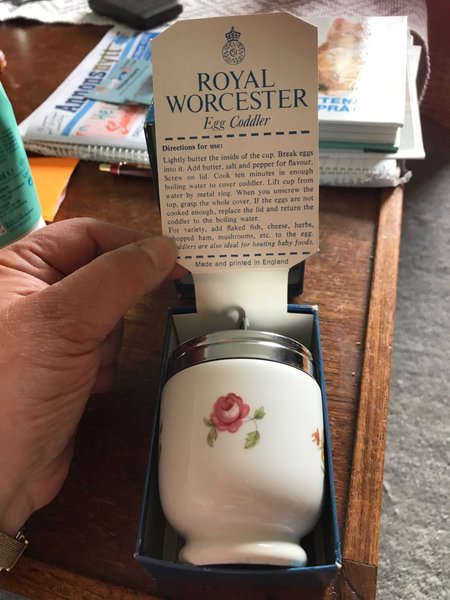 ROYAL
WORCESTER
Egg Coddler
Directions for use:
Lightly butter the inside of the cup. Break eggs
into it. Add butter, salt and pepper for flavour.
Screw on lid. Cook ten minutes in enough
boiling water to cover coddler. Lift cup from
water by metal ring. When you unscrew the
top, grasp the whole cover. If the eggs are not
cooked enough, replace the lid and return the
coddler to the boiling water.
For variety, add flaked fish, cheese, herbs,
chopped ham, mushrooms, etc. to the egg.
Coddlers are also ideal for heating baby foods.
Made and printed in England